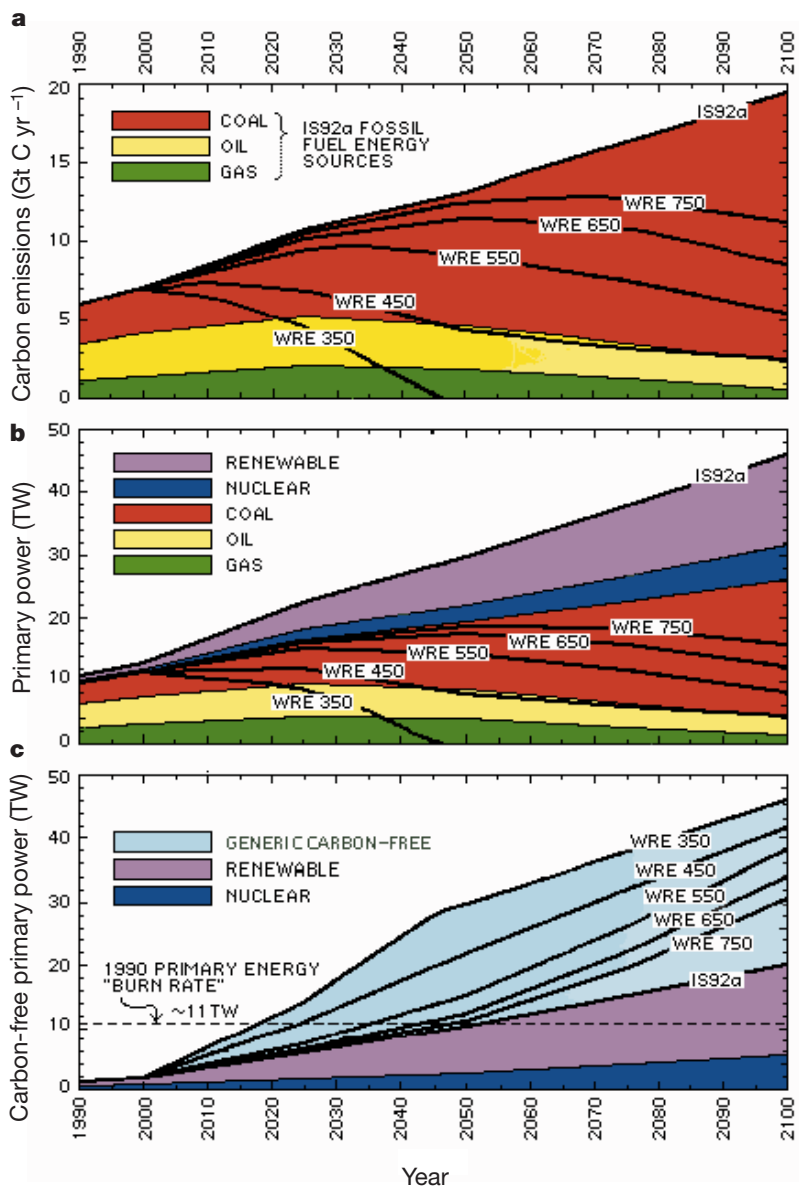 a
1990 2000 2010 2020 2030 2040 2050 2060 2070 2080 2090 2100
Carbon emissions (Gt C yr⁻¹)
20
15
10
5
0
COAL
OIL
GAS
IS92a FOSSIL
FUEL ENERGY
SOURCES
IS92a
WRE 750
WRE 650
WRE 550
WRE 450
WRE 350
b
Primary power (TW)
50
40
30
20
10
0
RENEWABLE
NUCLEAR
COAL
OIL
GAS
IS92a
WRE 750
WRE 650
WRE 550
WRE 450
WRE 350
c
Carbon-free primary power (TW)
50
40
30
20
10
0
GENERIC CARBON-FREE
RENEWABLE
NUCLEAR
1990 PRIMARY ENERGY
"BURN RATE"
~11 TW
WRE 350
WRE 450
WRE 550
WRE 650
WRE 750
IS92a
1990 2000 2010 2020 2030 2040 2050 2060 2070 2080 2090 2100
Year